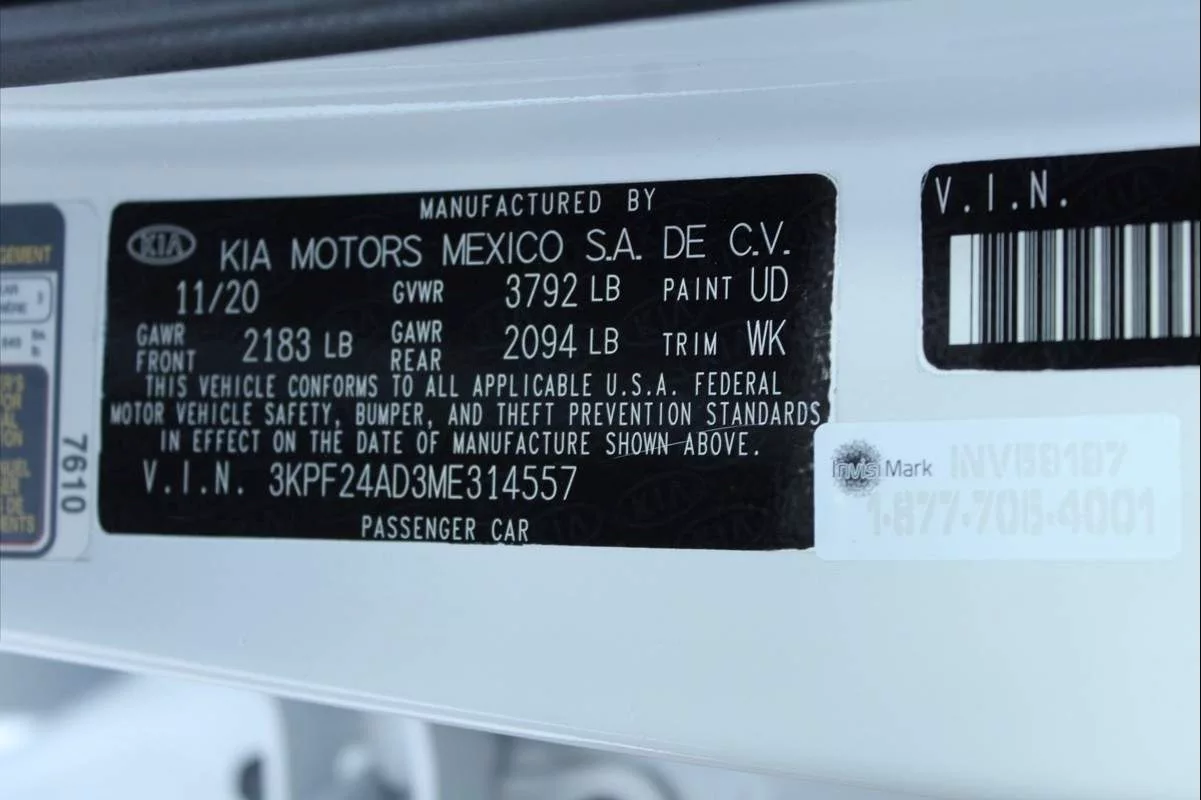 MANUFACTURED BY
KIA KIA MOTORS MEXICO S.A. DE C.V.
11/20 GVWR 3792 LB PAINT UD
GAWR FRONT 2183 LB GAWR REAR 2094 LB TRIM WK
THIS VEHICLE CONFORMS TO ALL APPLICABLE U.S.A. FEDERAL
MOTOR VEHICLE SAFETY, BUMPER, AND THEFT PREVENTION STANDARDS
IN EFFECT ON THE DATE OF MANUFACTURE SHOWN ABOVE.
V.I.N. 3KPF24AD3ME314557
PASSENGER CAR
V.I.N.
InvisiMark
1-877-706-4001
7610